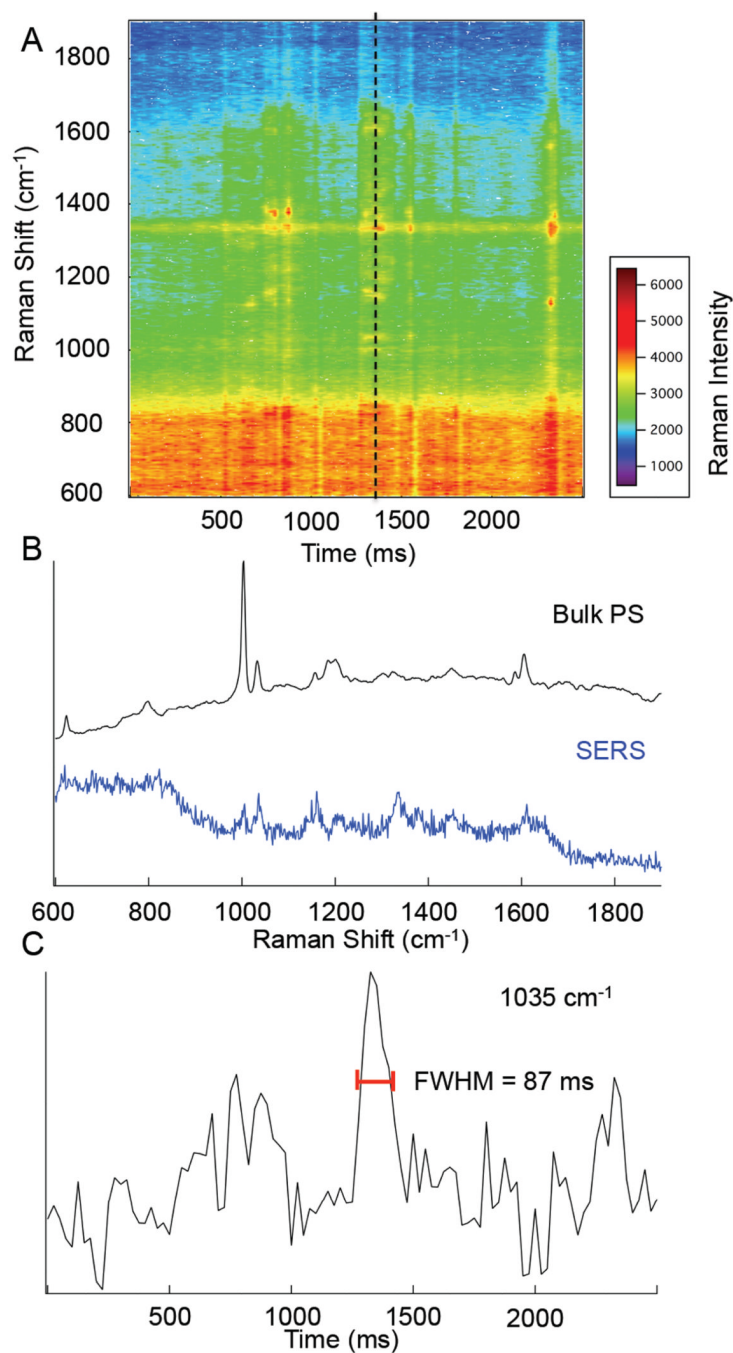 A
1800
1600
1400
1200
1000
800
600
Raman Shift (cm-1)
500 1000 1500 2000
Time (ms)
6000
5000
4000
3000
2000
1000
Raman Intensity
B
Bulk PS
SERS
600 800 1000 1200 1400 1600 1800
Raman Shift (cm-1)
C
1035 cm-1
FWHM = 87 ms
500 1000 1500 2000
Time (ms)